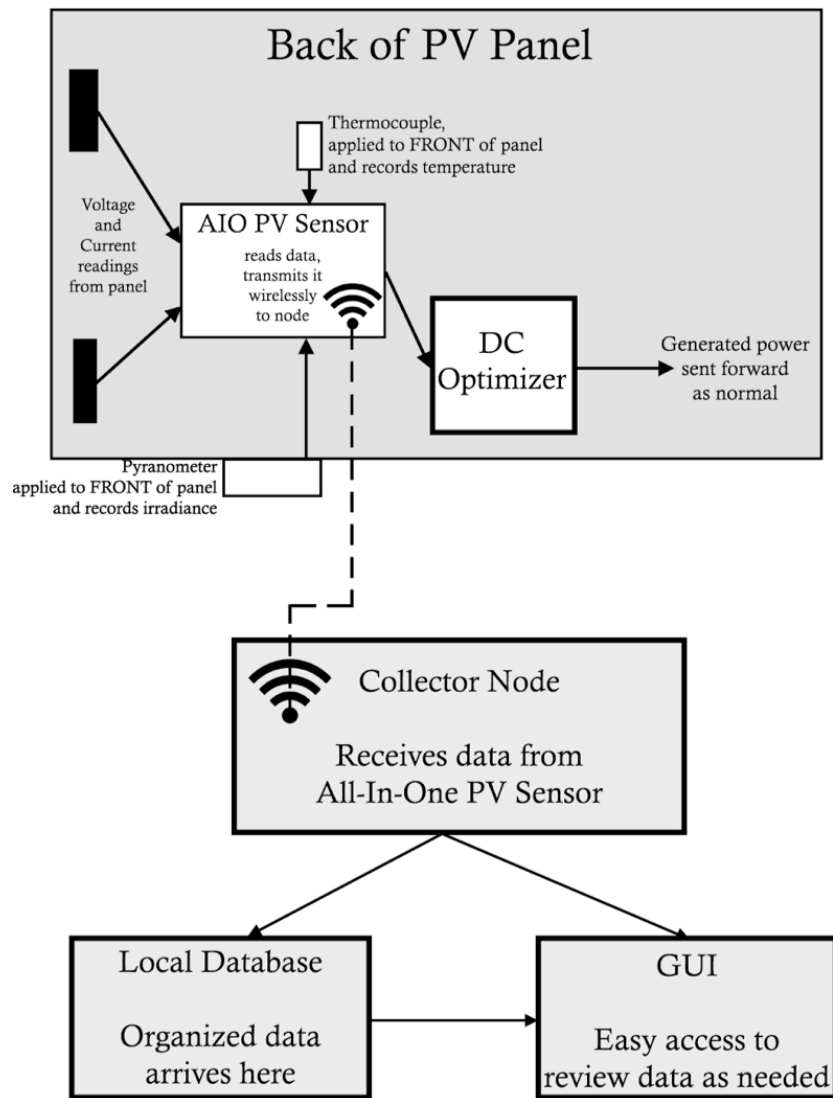 Back of PV Panel
Thermocouple,
applied to FRONT of panel
and records temperature
Voltage
and
Current
readings
from panel
AIO PV Sensor
reads data,
transmits it
wirelessly
to node
DC
Optimizer
Generated power
sent forward
as normal
Pyranometer
applied to FRONT of panel
and records irradiance
Collector Node
Receives data from
All-In-One PV Sensor
Local Database
Organized data
arrives here
GUI
Easy access to
review data as needed